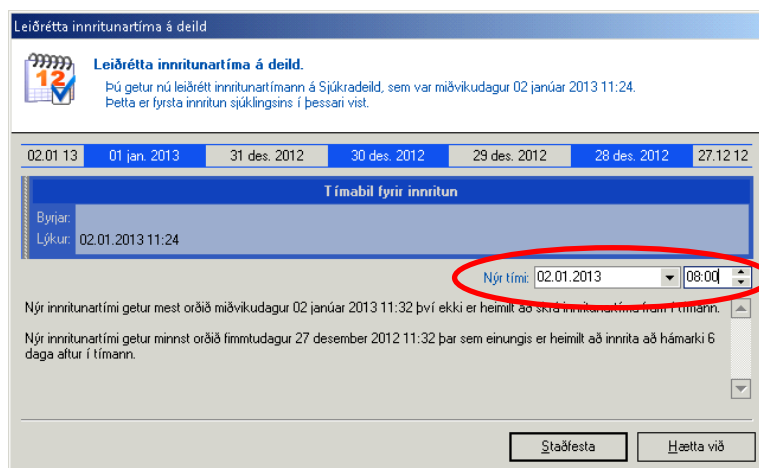 Leiðrétta innritunartíma á deild
12
Leiðrétta innritunartíma á deild.
Þú getur nú leiðrétt innritunartímann á Sjúkradeild, sem var miðvikudagur 02 janúar 2013 11:24.
Þetta er fyrsta innritun sjúklingsins í þessari vist.
02.01 13 01 jan. 2013 31 des. 2012 30 des. 2012 29 des. 2012 28 des. 2012 27.12 12
Tímabil fyrir innritun
Byrjar:
Lýkur: 02.01.2013 11:24
Nýr tími: 02.01.2013 08:00
Nýr innritunartími getur mest orðið miðvikudagur 02 janúar 2013 11:32 því ekki er heimilt að skrá innritunartíma fram í tímann.
Nýr innritunartími getur minnst orðið fimmtudagur 27 desember 2012 11:32 þar sem einungis er heimilt að innrita að hámarki 6
daga aftur í tímann.
Staðfesta Hætta við